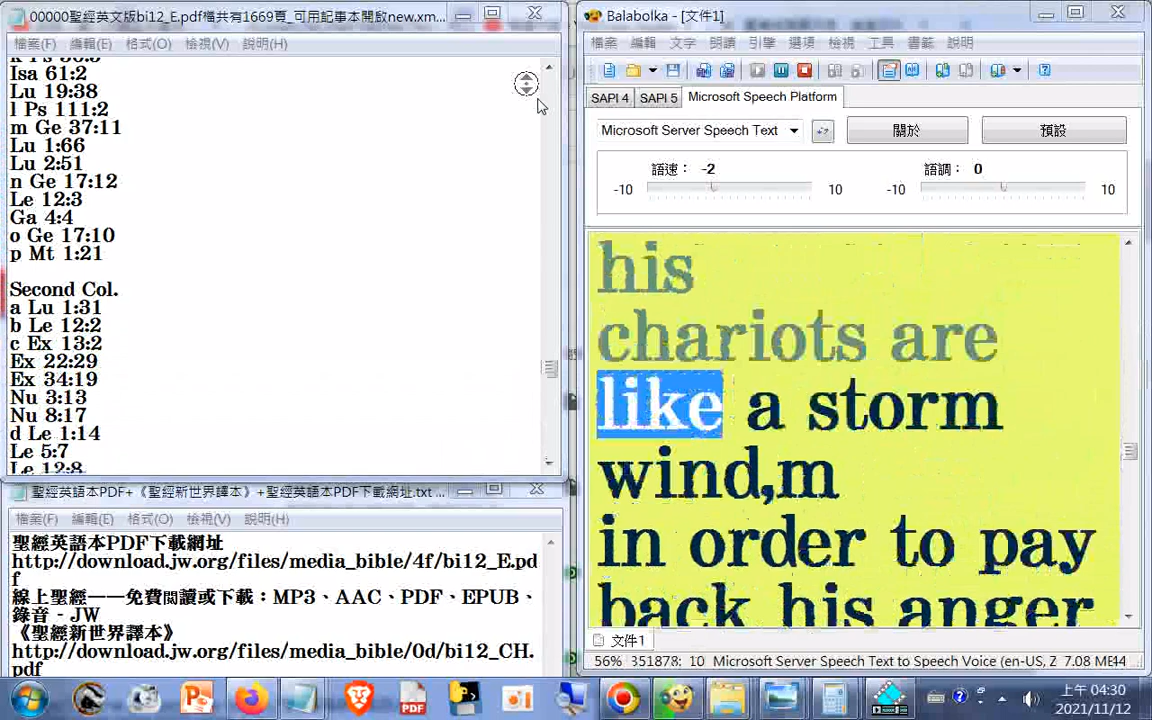 00000聖經英文版bi12_E.pdf檔共有1669頁_可用記事本開啟new.xm...
檔案(F) 編輯(E) 格式(O) 檢視(V) 說明(H)
Isa 61:2
Lu 19:38
l Ps 111:2
m Ge 37:11
Lu 1:66
Lu 2:51
n Ge 17:12
Le 12:3
Ga 4:4
o Ge 17:10
p Mt 1:21
Second Col.
a Lu 1:31
b Le 12:2
c Ex 13:2
Ex 22:29
Ex 34:19
Nu 3:13
Nu 8:17
d Le 1:14
Le 5:7
Le 12:8
聖經英語本PDF+《聖經新世界譯本》+聖經英語本PDF下載網址.txt ...
檔案(F) 編輯(E) 格式(O) 檢視(V) 說明(H)
聖經英語本PDF下載網址
http://download.jw.org/files/media_bible/4f/bi12_E.pd
f
線上聖經——免費閱讀或下載：MP3、AAC、PDF、EPUB、
錄音 - JW
《聖經新世界譯本》
http://download.jw.org/files/media_bible/0d/bi12_CH.
pdf
Balabolka - [文件1]
檔案 編輯 文字 朗讀 引擎 選項 檢視 工具 書籤 說明
SAPI 4 SAPI 5 Microsoft Speech Platform
Microsoft Server Speech Text 關於 預設
語速： -2 語調： 0
-10 10 -10 10
his
chariots are
like a storm
wind,m
in order to pay
back his anger
文件1
56% 351878: 10 Microsoft Server Speech Text to Speech Voice (en-US, Z 7.08 ME44
上午 04:30
2021/11/12